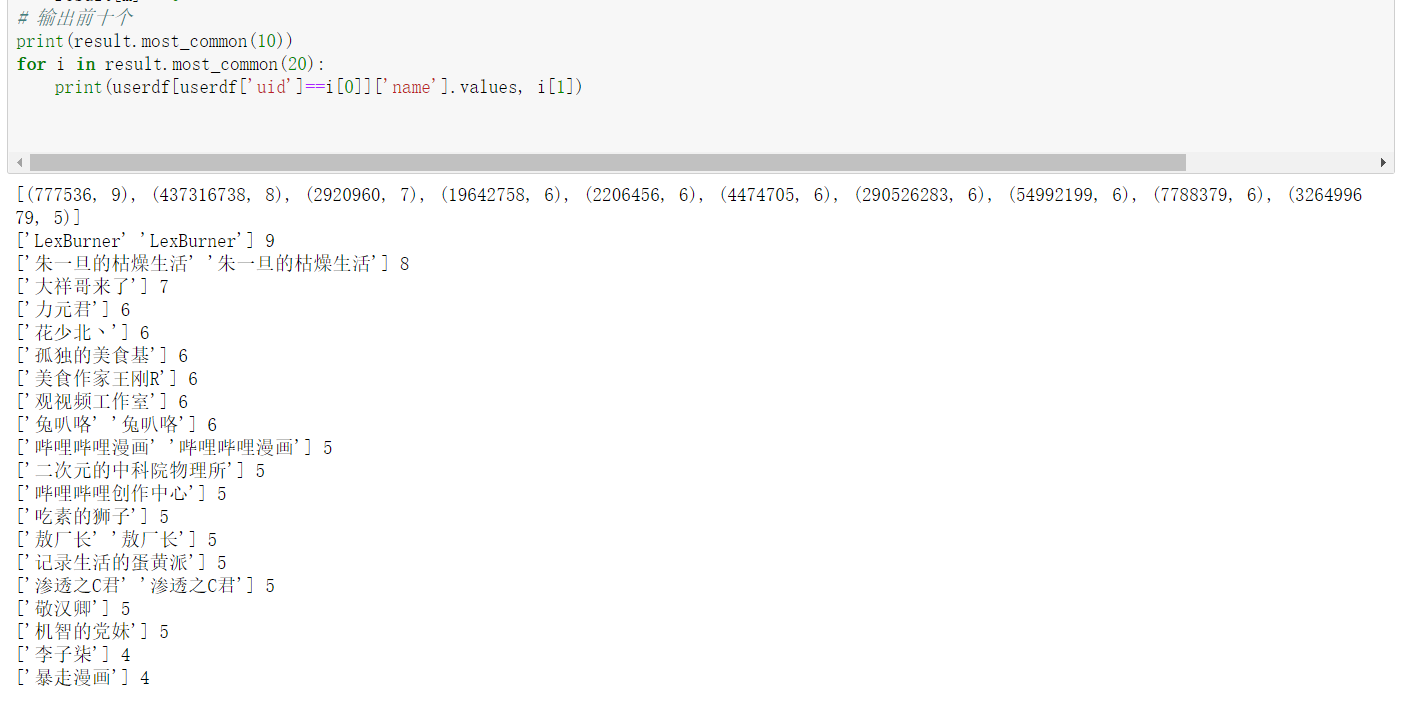 # 输出前十个
print(result.most_common(10))
for i in result.most_common(20):
    print(userdf[userdf['uid']==i[0]]['name'].values, i[1])
[(777536, 9), (437316738, 8), (2920960, 7), (19642758, 6), (2206456, 6), (4474705, 6), (290526283, 6), (54992199, 6), (7788379, 6), (3264996
79, 5)]
['LexBurner' 'LexBurner'] 9
['朱一旦的枯燥生活' '朱一旦的枯燥生活'] 8
['大祥哥来了'] 7
['力元君'] 6
['花少北丶'] 6
['孤独的美食基'] 6
['美食作家王刚R'] 6
['观视频工作室'] 6
['兔叭咯' '兔叭咯'] 6
['哔哩哔哩漫画' '哔哩哔哩漫画'] 5
['二次元的中科院物理所'] 5
['哔哩哔哩创作中心'] 5
['吃素的狮子'] 5
['敖厂长' '敖厂长'] 5
['记录生活的蛋黄派'] 5
['渗透之C君' '渗透之C君'] 5
['敬汉卿'] 5
['机智的党妹'] 5
['李子柒'] 4
['暴走漫画'] 4